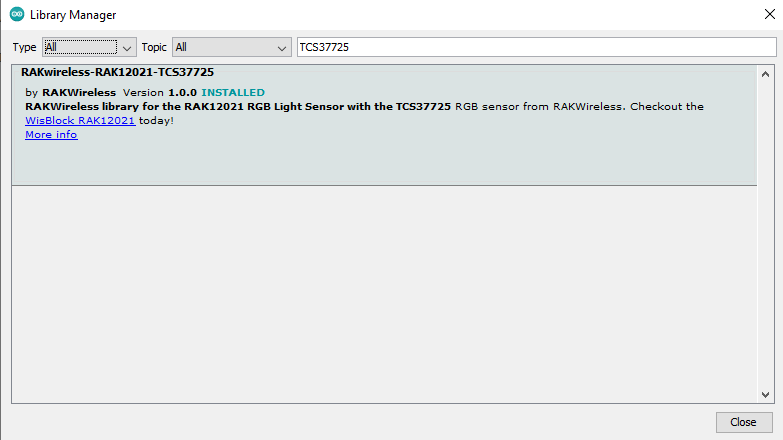 Library Manager
Type All Topic All TCS37725
RAKwireless-RAK12021-TCS37725
by RAKWireless Version 1.0.0 INSTALLED
RAKWireless library for the RAK12021 RGB Light Sensor with the TCS37725 RGB sensor from RAKWireless. Checkout the
WisBlock RAK12021 today!
More info
Close